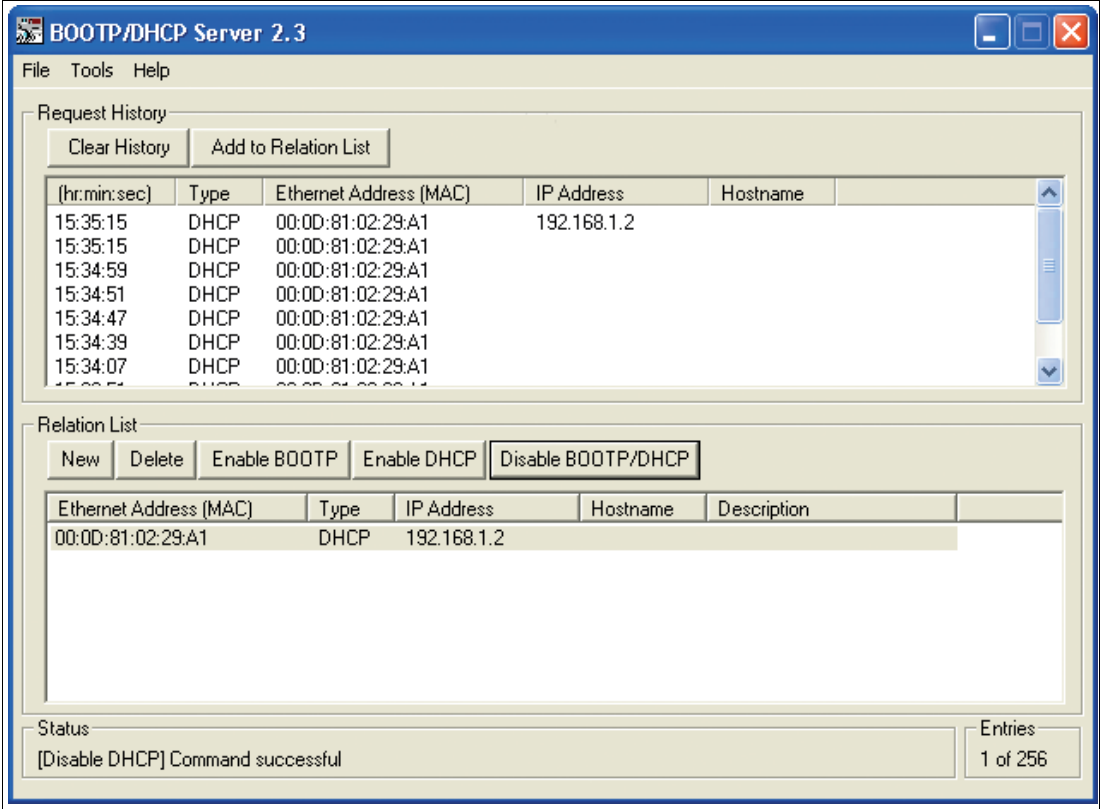 BOOTP/DHCP Server 2.3
File Tools Help
Request History
Clear History Add to Relation List
(hr:min:sec) Type Ethernet Address (MAC) IP Address Hostname
15:35:15 DHCP 00:0D:81:02:29:A1 192.168.1.2
15:35:15 DHCP 00:0D:81:02:29:A1
15:34:59 DHCP 00:0D:81:02:29:A1
15:34:51 DHCP 00:0D:81:02:29:A1
15:34:47 DHCP 00:0D:81:02:29:A1
15:34:39 DHCP 00:0D:81:02:29:A1
15:34:07 DHCP 00:0D:81:02:29:A1
Relation List
New Delete Enable BOOTP Enable DHCP Disable BOOTP/DHCP
Ethernet Address (MAC) Type IP Address Hostname Description
00:0D:81:02:29:A1 DHCP 192.168.1.2
Status Entries
[Disable DHCP] Command successful 1 of 256